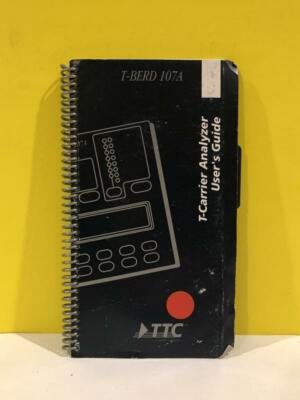 T-BERD 107A
T-Carrier Analyzer
User's Guide
TTC